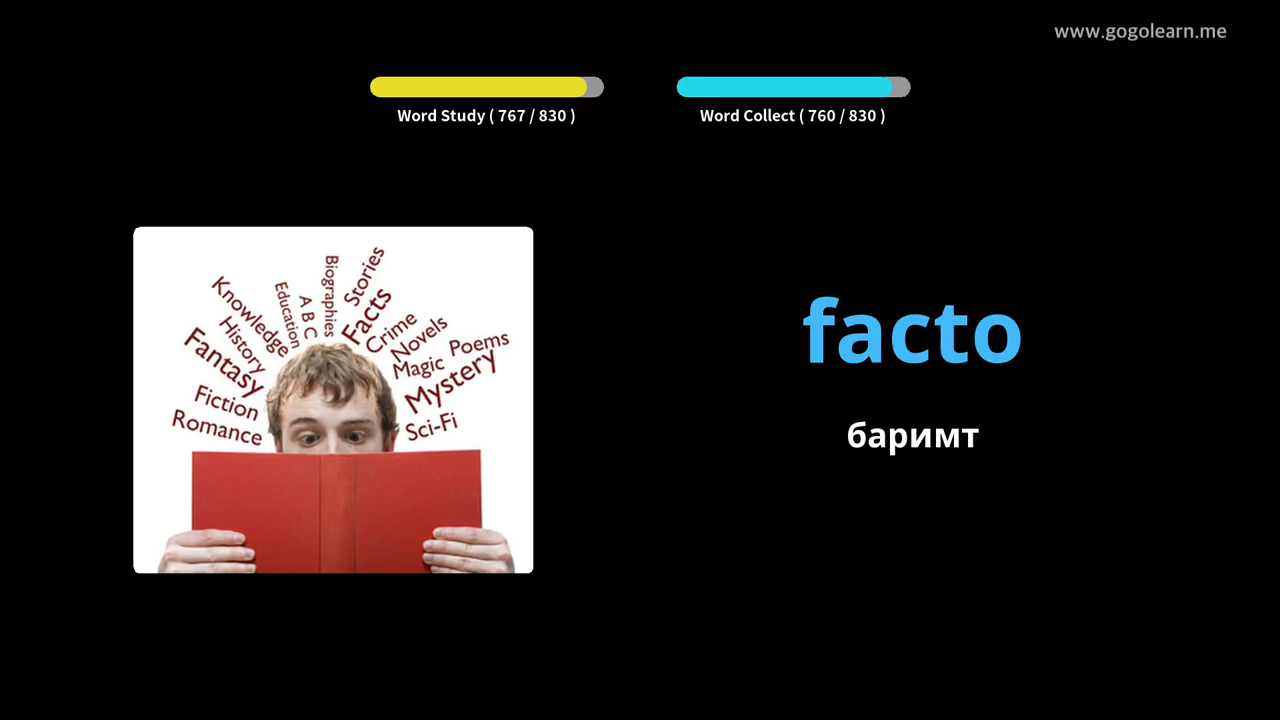 www.gogolearn.me
Word Study ( 767 / 830 )
Word Collect ( 760 / 830 )
Biographies
Stories
Education
A B C
Facts
Knowledge
Crime
History
Novels
Poems
Fantasy
Magic
Mystery
Fiction
Romance
Sci-Fi
facto
баримт